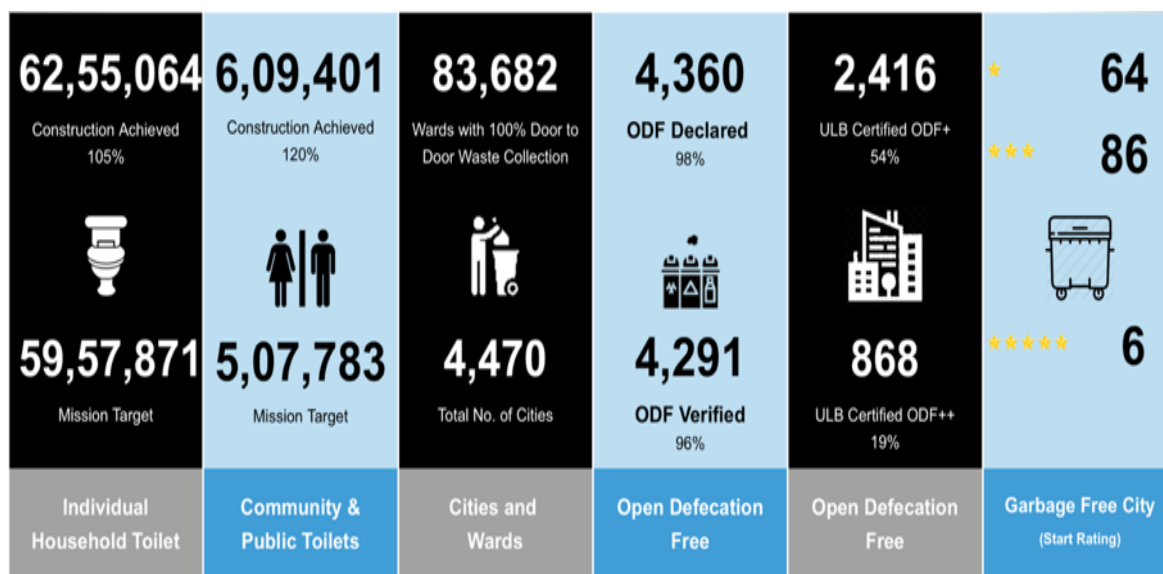 62,55,064
Construction Achieved
105%
59,57,871
Mission Target
Individual
Household Toilet
6,09,401
Construction Achieved
120%
5,07,783
Mission Target
Community &
Public Toilets
83,682
Wards with 100% Door to
Door Waste Collection
4,470
Total No. of Cities
Cities and
Wards
4,360
ODF Declared
98%
4,291
ODF Verified
96%
Open Defecation
Free
2,416
ULB Certified ODF+
54%
868
ULB Certified ODF++
19%
Open Defecation
Free
64
86
6
Garbage Free City
(Start Rating)